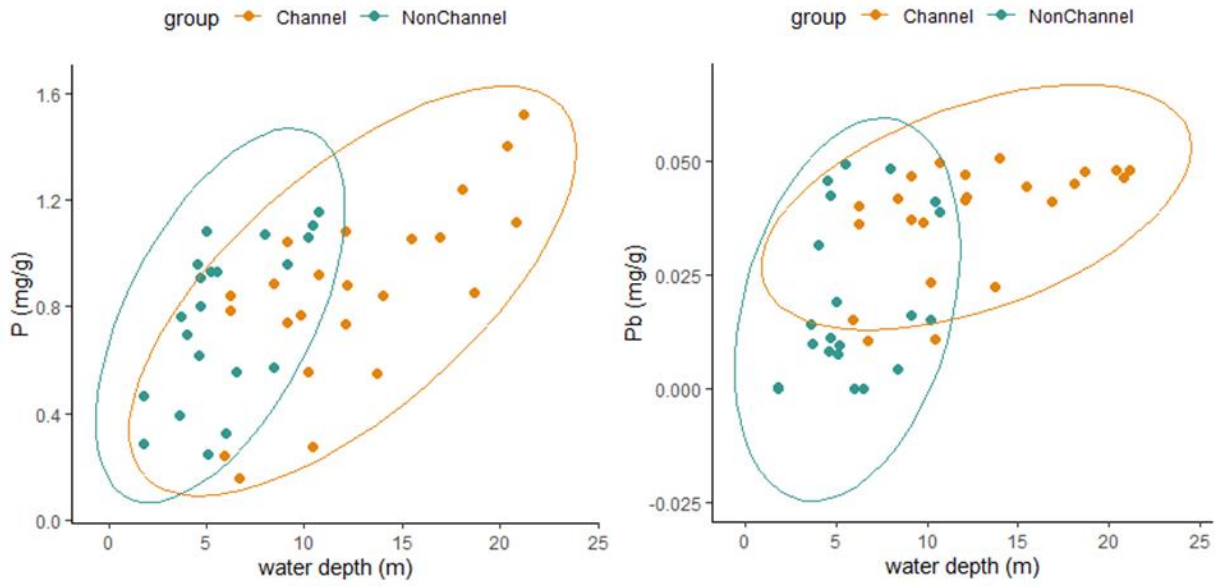 group Channel NonChannel
P (mg/g)
1.6
1.2
0.8
0.4
0.0
0 5 10 15 20 25
water depth (m)
group Channel NonChannel
Pb (mg/g)
0.050
0.025
0.000
-0.025
0 5 10 15 20 25
water depth (m)